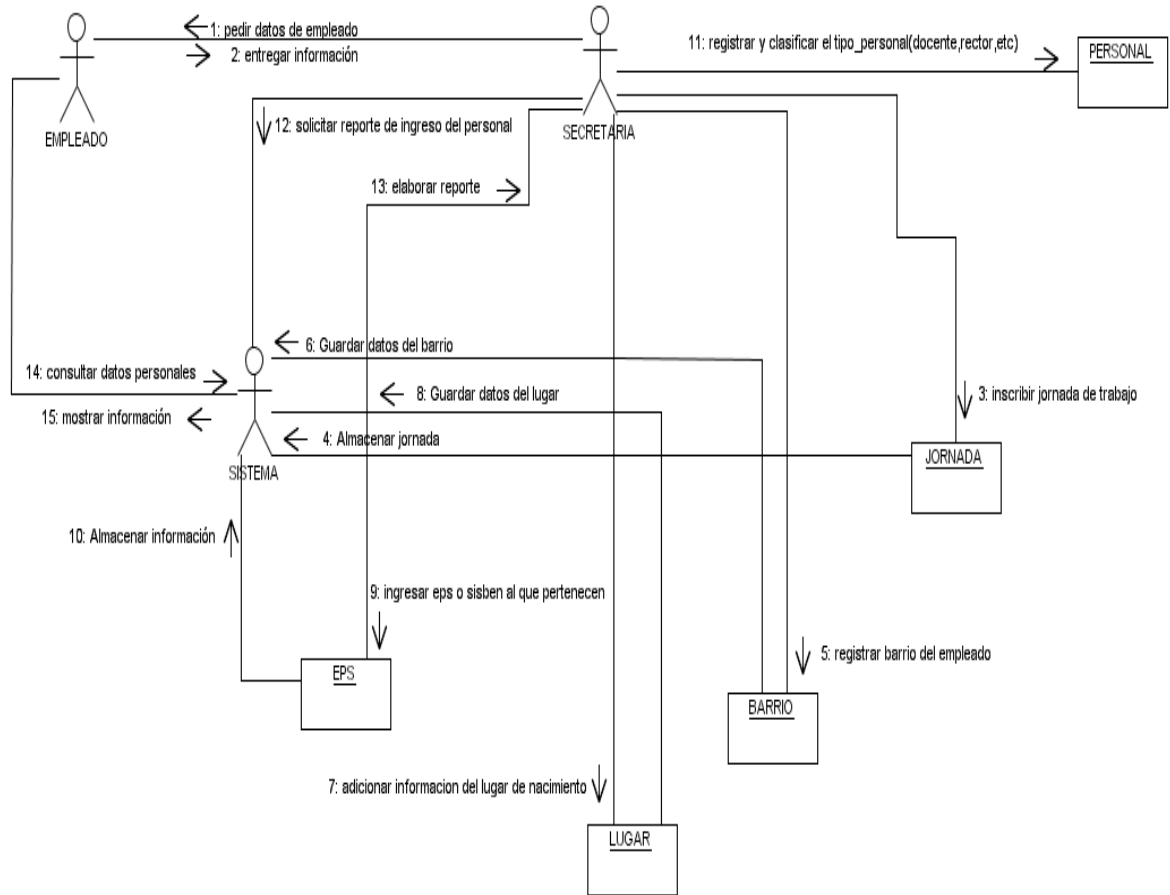 1: pedir datos de empleado
2: entregar información
11: registrar y clasificar el tipo_personal(docente,rector,etc)
PERSONAL
EMPLEADO
SECRETARIA
12: solicitar reporte de ingreso del personal
13: elaborar reporte
6: Guardar datos del barrio
14: consultar datos personales
8: Guardar datos del lugar
3: inscribir jornada de trabajo
15: mostrar información
4: Almacenar jornada
SISTEMA
JORNADA
10: Almacenar información
9: ingresar eps o sisben al que pertenecen
5: registrar barrio del empleado
EPS
BARRIO
7: adicionar informacion del lugar de nacimiento
LUGAR